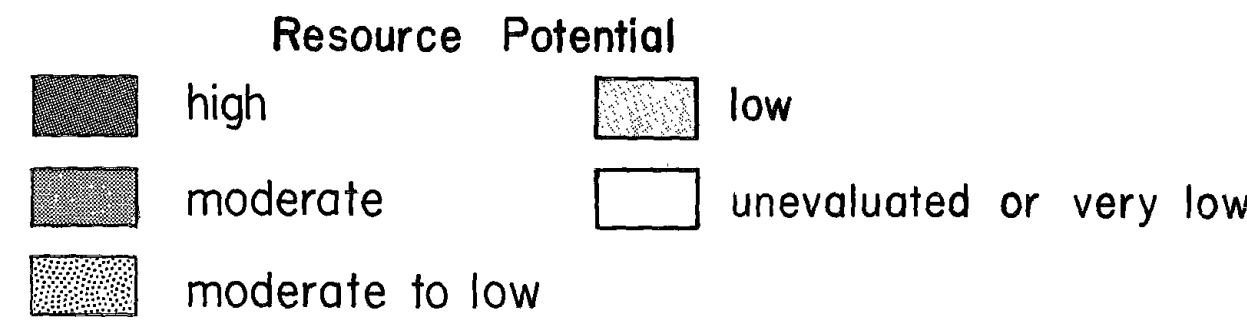 Resource Potential
high
low
moderate
unevaluated or very low
moderate to low